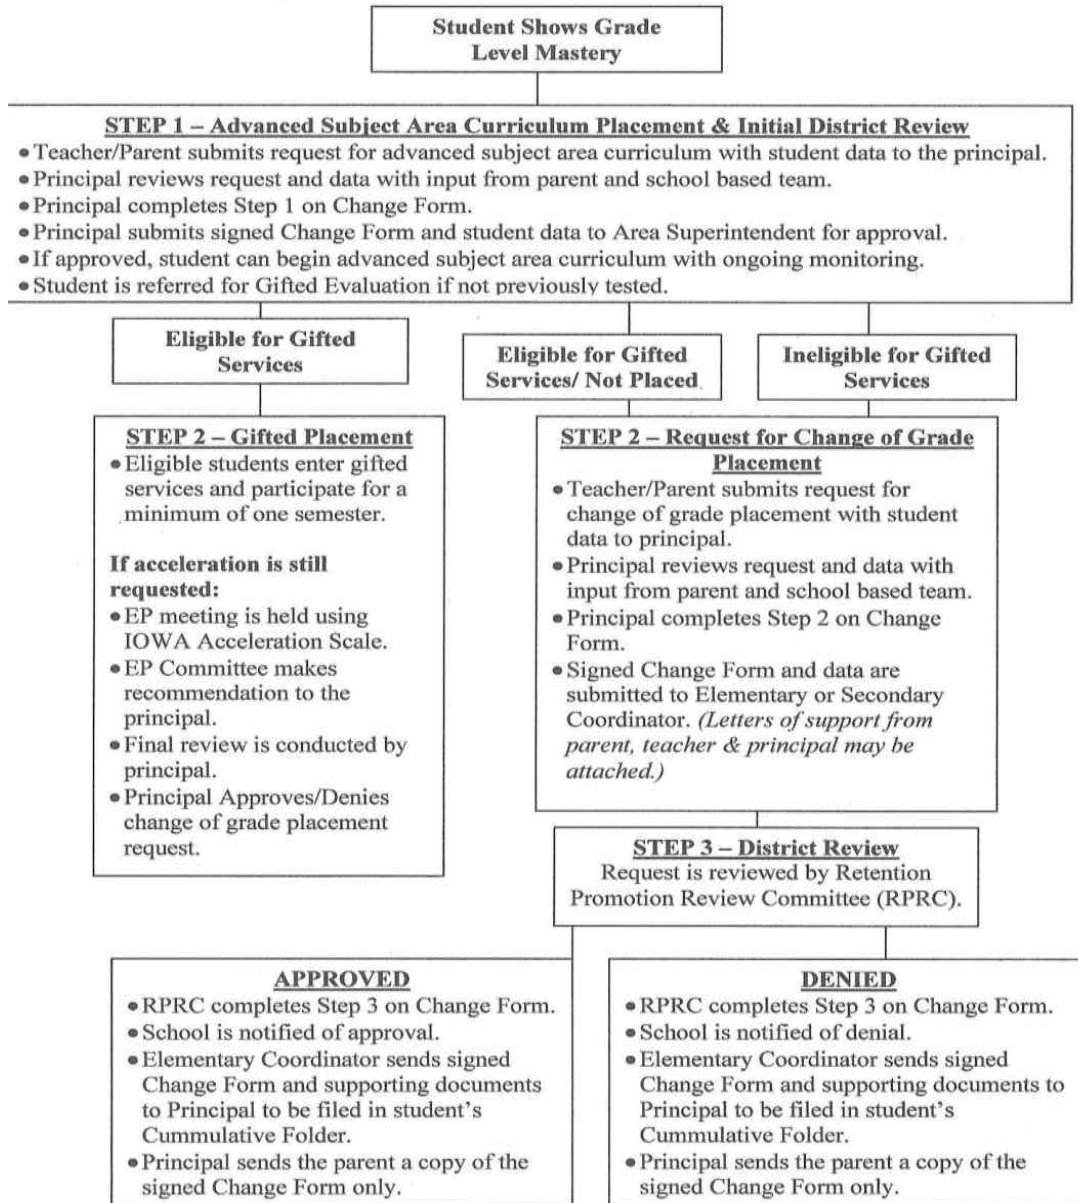 Student Shows Grade
Level Mastery
STEP 1 – Advanced Subject Area Curriculum Placement & Initial District Review
• Teacher/Parent submits request for advanced subject area curriculum with student data to the principal.
• Principal reviews request and data with input from parent and school based team.
• Principal completes Step 1 on Change Form.
• Principal submits signed Change Form and student data to Area Superintendent for approval.
• If approved, student can begin advanced subject area curriculum with ongoing monitoring.
• Student is referred for Gifted Evaluation if not previously tested.
Eligible for Gifted
Services
Eligible for Gifted
Services/ Not Placed
Ineligible for Gifted
Services
STEP 2 – Gifted Placement
• Eligible students enter gifted
services and participate for a
minimum of one semester.
If acceleration is still
requested:
• EP meeting is held using
IOWA Acceleration Scale.
• EP Committee makes
recommendation to the
principal.
• Final review is conducted by
principal.
• Principal Approves/Denies
change of grade placement
request.
STEP 2 – Request for Change of Grade
Placement
• Teacher/Parent submits request for
change of grade placement with student
data to principal.
• Principal reviews request and data with
input from parent and school based team.
• Principal completes Step 2 on Change
Form.
• Signed Change Form and data are
submitted to Elementary or Secondary
Coordinator. (Letters of support from
parent, teacher & principal may be
attached.)
STEP 3 – District Review
Request is reviewed by Retention
Promotion Review Committee (RPRC).
APPROVED
• RPRC completes Step 3 on Change Form.
• School is notified of approval.
• Elementary Coordinator sends signed
Change Form and supporting documents
to Principal to be filed in student's
Cummulative Folder.
• Principal sends the parent a copy of the
signed Change Form only.
DENIED
• RPRC completes Step 3 on Change Form.
• School is notified of denial.
• Elementary Coordinator sends signed
Change Form and supporting documents to
Principal to be filed in student's
Cummulative Folder.
• Principal sends the parent a copy of the
signed Change Form only.